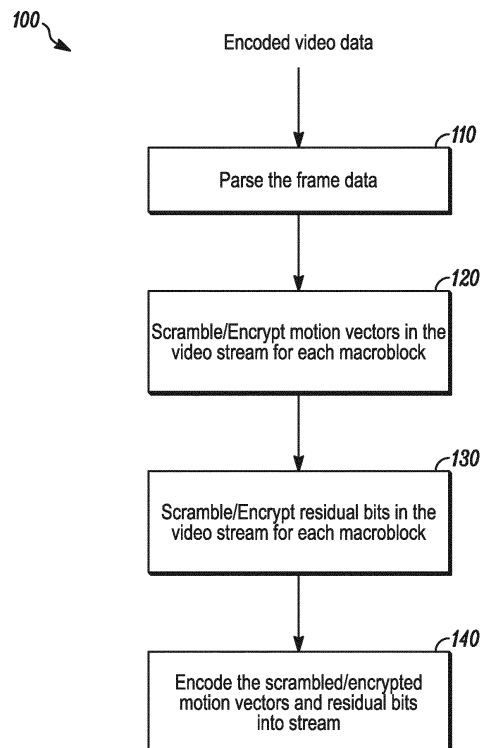 100
Encoded video data
110
Parse the frame data
120
Scramble/Encrypt motion vectors in the
video stream for each macroblock
130
Scramble/Encrypt residual bits in the
video stream for each macroblock
140
Encode the scrambled/encrypted
motion vectors and residual bits
into stream